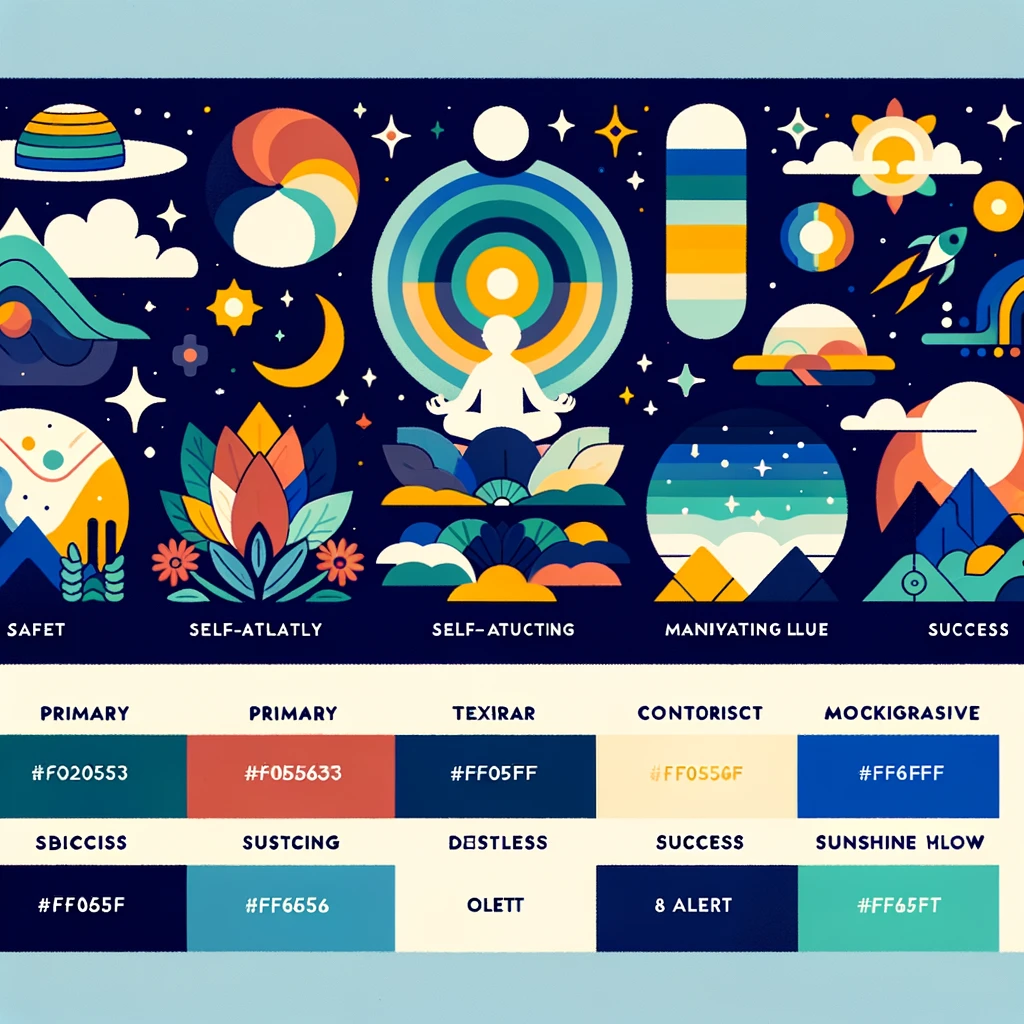 SAFET
SELF-ATLATLY
SELF-ATUCTING
MANIVATING LLUE
SUCCESS
PRIMARY
PRIMARY
TEXIRAR
CONTORISCT
MOCKIGRASIVE
#F020553
#F055633
#FF05FF
#FF055GF
#FF6FFF
SBICCISS
SUSTCING
DESTLESS
SUCCESS
SUNSHINE HLOW
#FF065F
#FF6656
OLETT
8 ALERT
#FF65FT